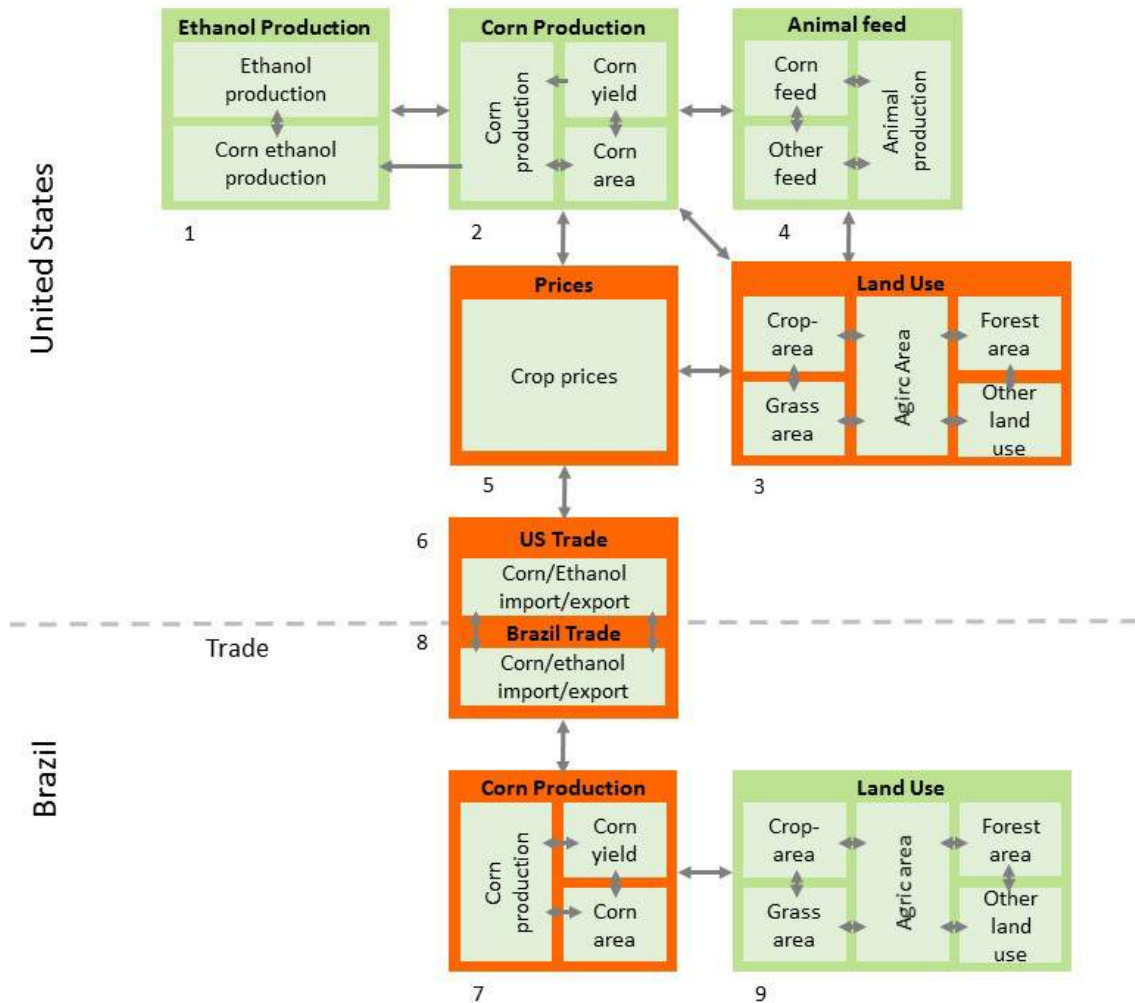 Ethanol Production
Ethanol
production
Corn ethanol
production
1
Corn Production
Corn
production
Corn
yield
Corn
area
2
Animal feed
Corn
feed
Other
feed
Animal
production
4
United States
Prices
Crop prices
5
Land Use
Crop-
area
Grass
area
Agirc Area
Forest
area
Other
land
use
3
6
US Trade
Corn/Ethanol
import/export
Trade
8
Brazil Trade
Corn/ethanol
import/export
Brazil
Corn Production
Corn
production
Corn
yield
Corn
area
7
Land Use
Crop-
area
Grass
area
Agric area
Forest
area
Other
land
use
9